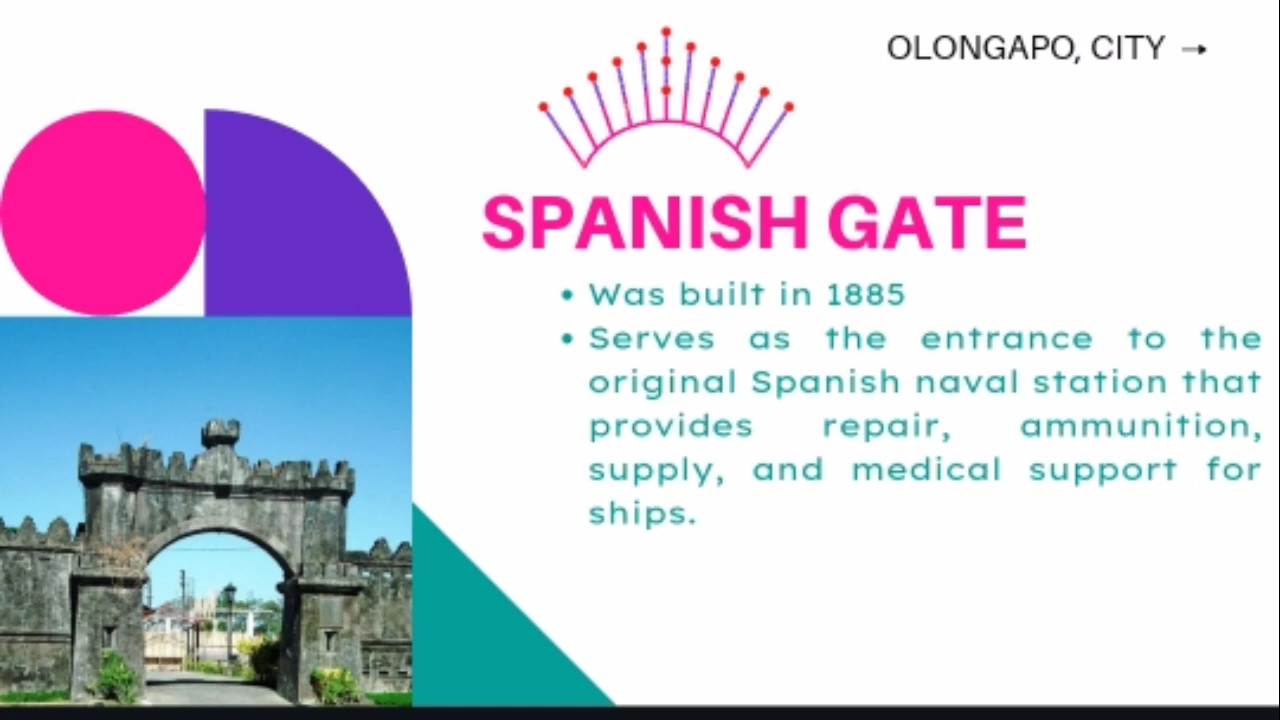 OLONGAPO, CITY →
SPANISH GATE
• Was built in 1885
• Serves as the entrance to the
original Spanish naval station that
provides repair, ammunition,
supply, and medical support for
ships.